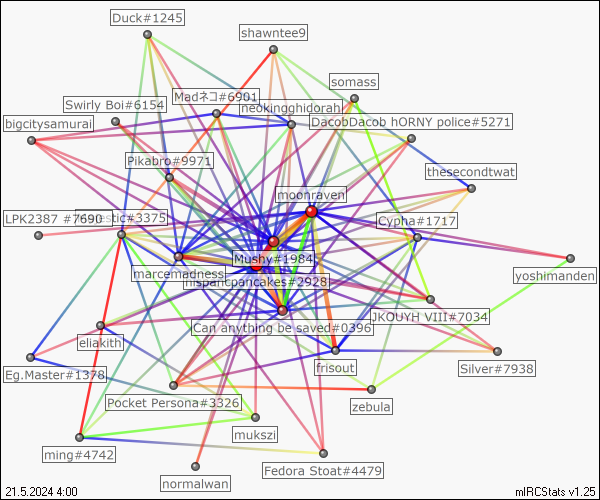 Duck#1245
shawntee9
somass
Madネコ#6901
Swirly Boi#6154
neokingghidorah
DacobDacob hORNY police#5271
bigcitysamurai
Pikabro#9971
thesecondtwat
moonraven
LPK2387 #7690
#3375
Cypha#1717
Mushy#1984
marcemadness
yoshimanden
hispanicpancakes#2928
JKOUYH VIII#7034
Can anything be saved#0396
eliakith
frisout
Eg.Master#1378
Silver#7938
Pocket Persona#3326
zebula
mukszi
ming#4742
Fedora Stoat#4479
normalwan
21.5.2024 4:00
mIRCStats v1.25